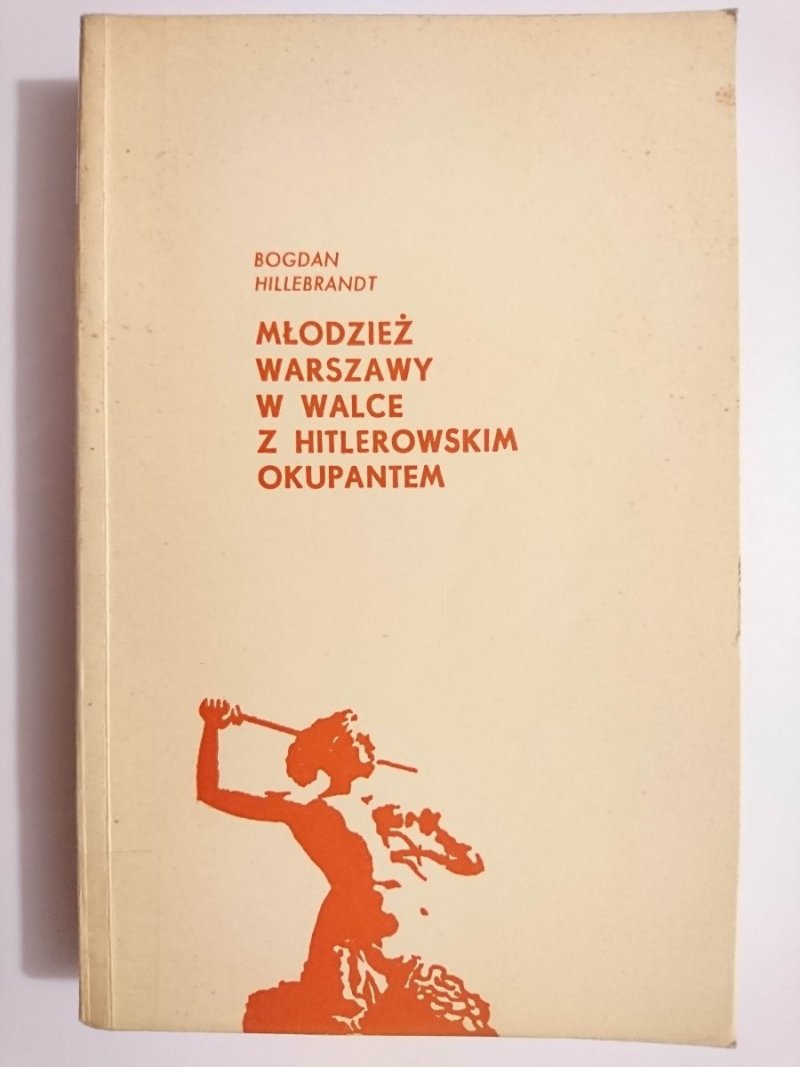 BOGDAN
HILLEBRANDT
MŁODZIEŻ
WARSZAWY
W WALCE
Z HITLEROWSKIM
OKUPANTEM